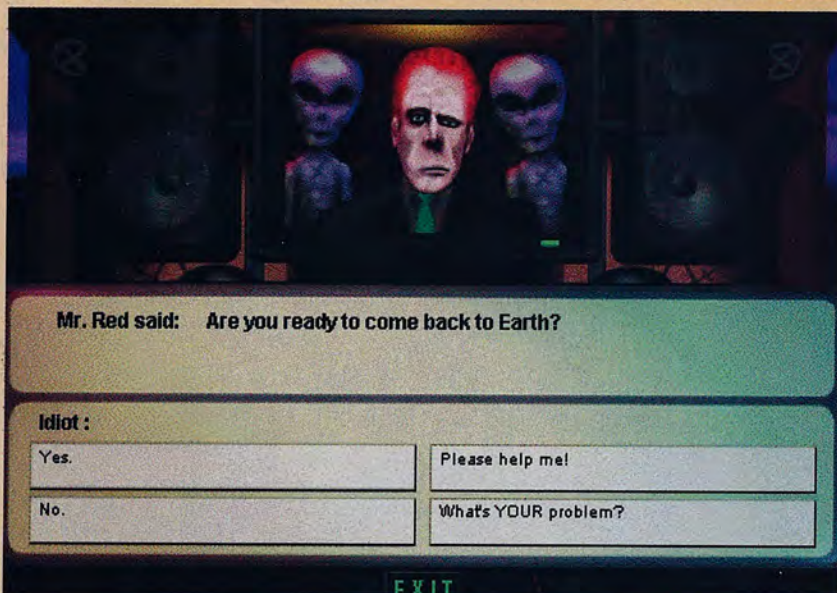 Mr. Red said: Are you ready to come back to Earth?
Idiot :
Yes.
Please help me!
No.
What's YOUR problem?
EXIT